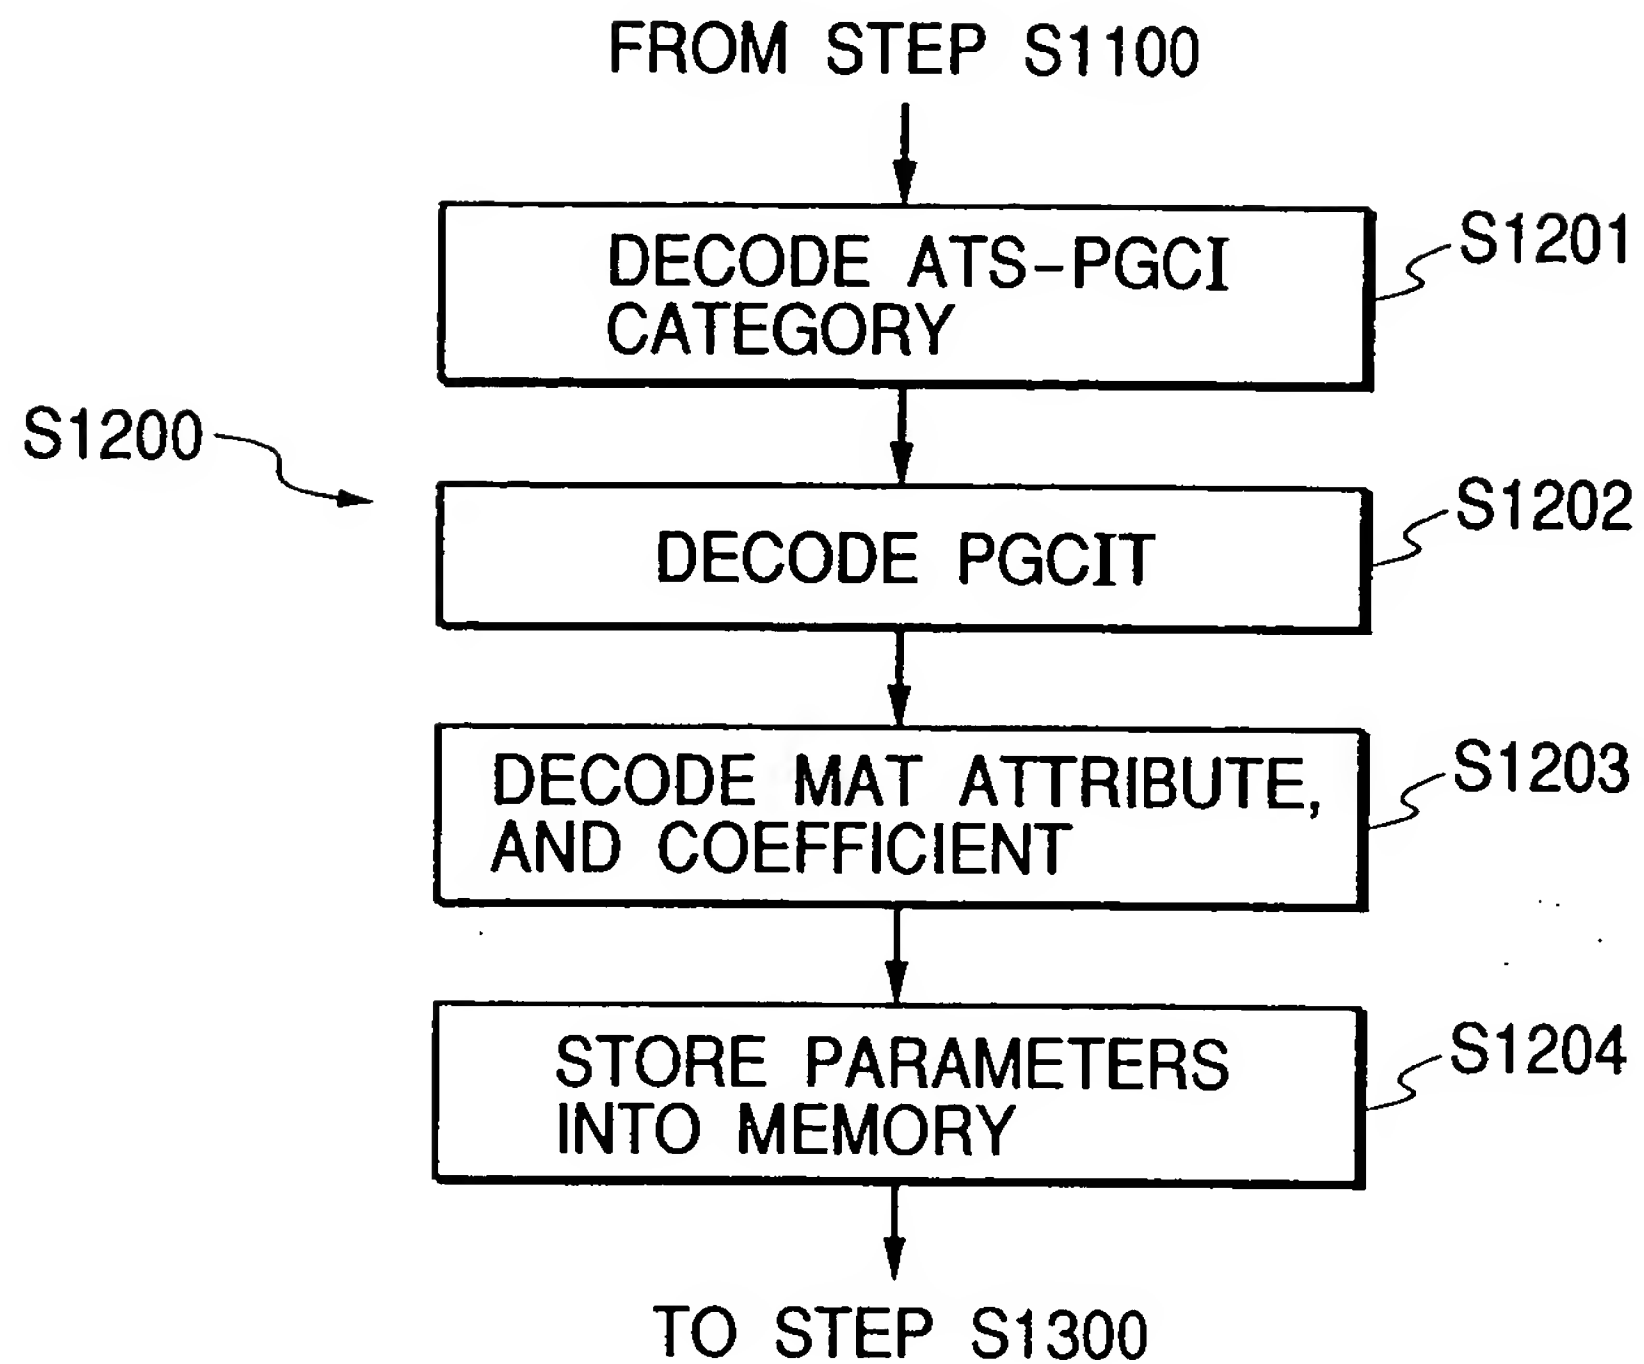 FROM STEP S1100
DECODE ATS-PGCI
CATEGORY
S1201
S1200
DECODE PGCIT
S1202
DECODE MAT ATTRIBUTE,
AND COEFFICIENT
S1203
STORE PARAMETERS
INTO MEMORY
S1204
TO STEP S1300